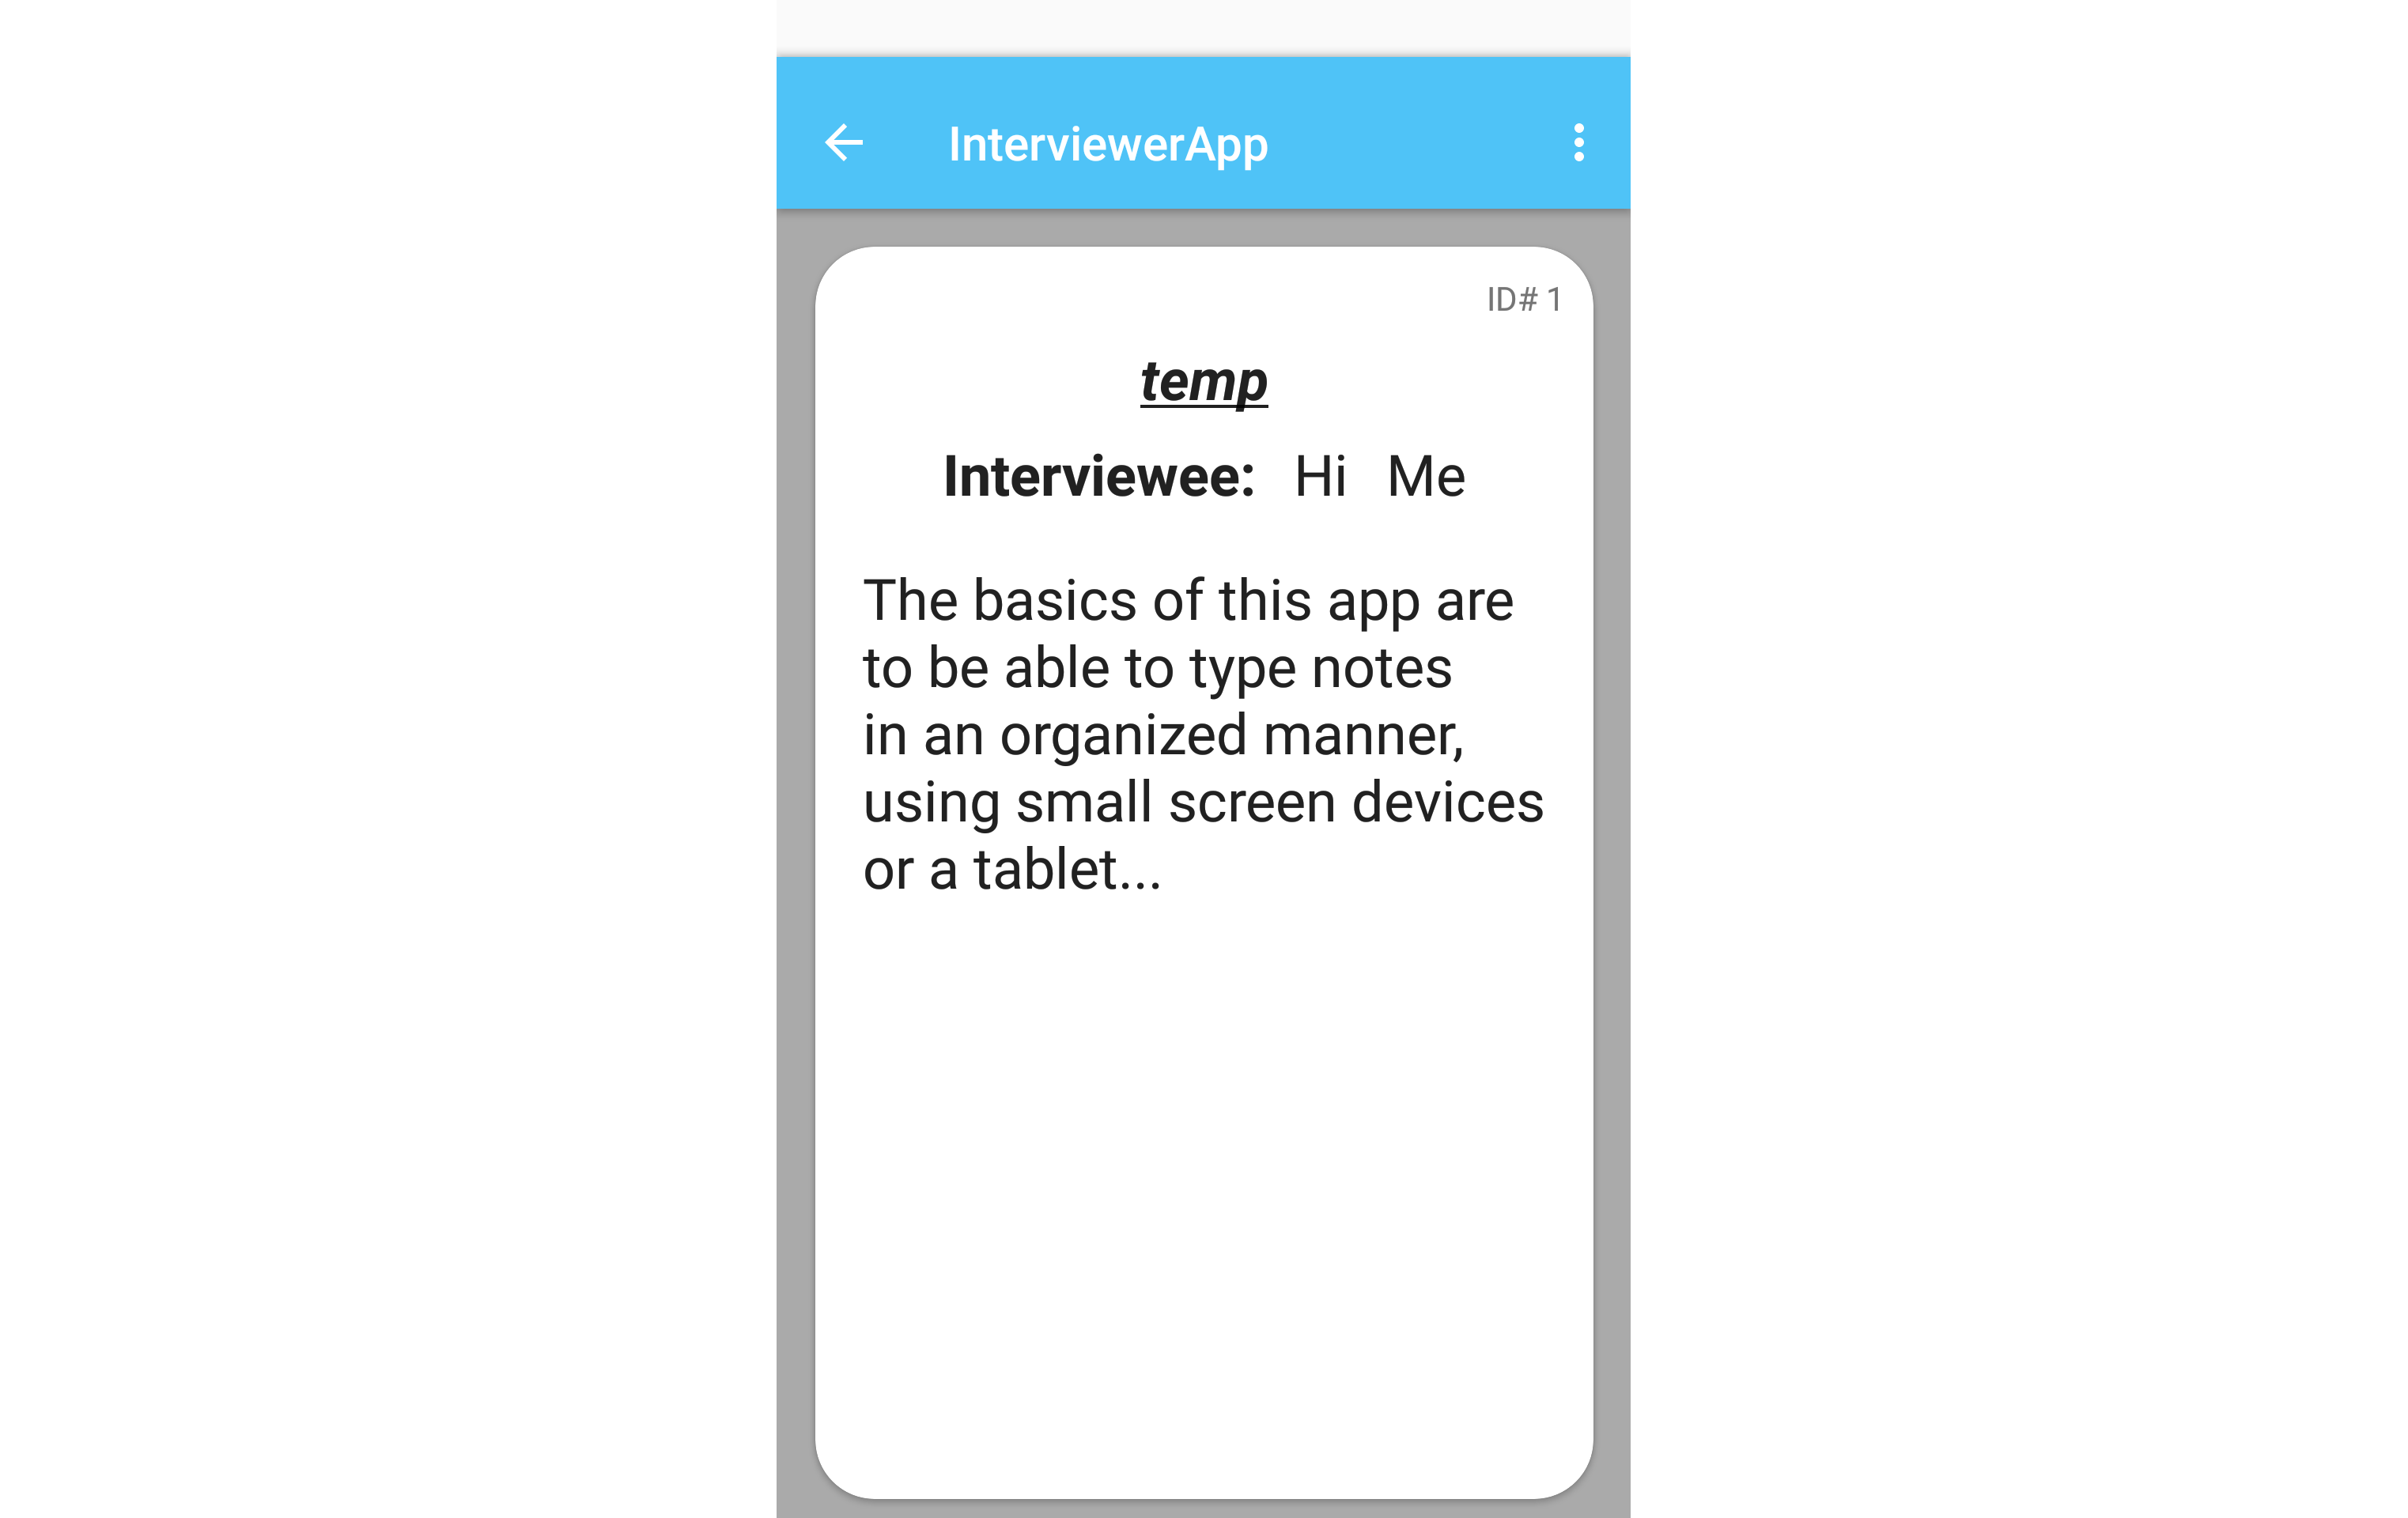 InterviewerApp
ID# 1
temp
Interviewee: Hi Me
The basics of this app are
to be able to type notes
in an organized manner,
using small screen devices
or a tablet...